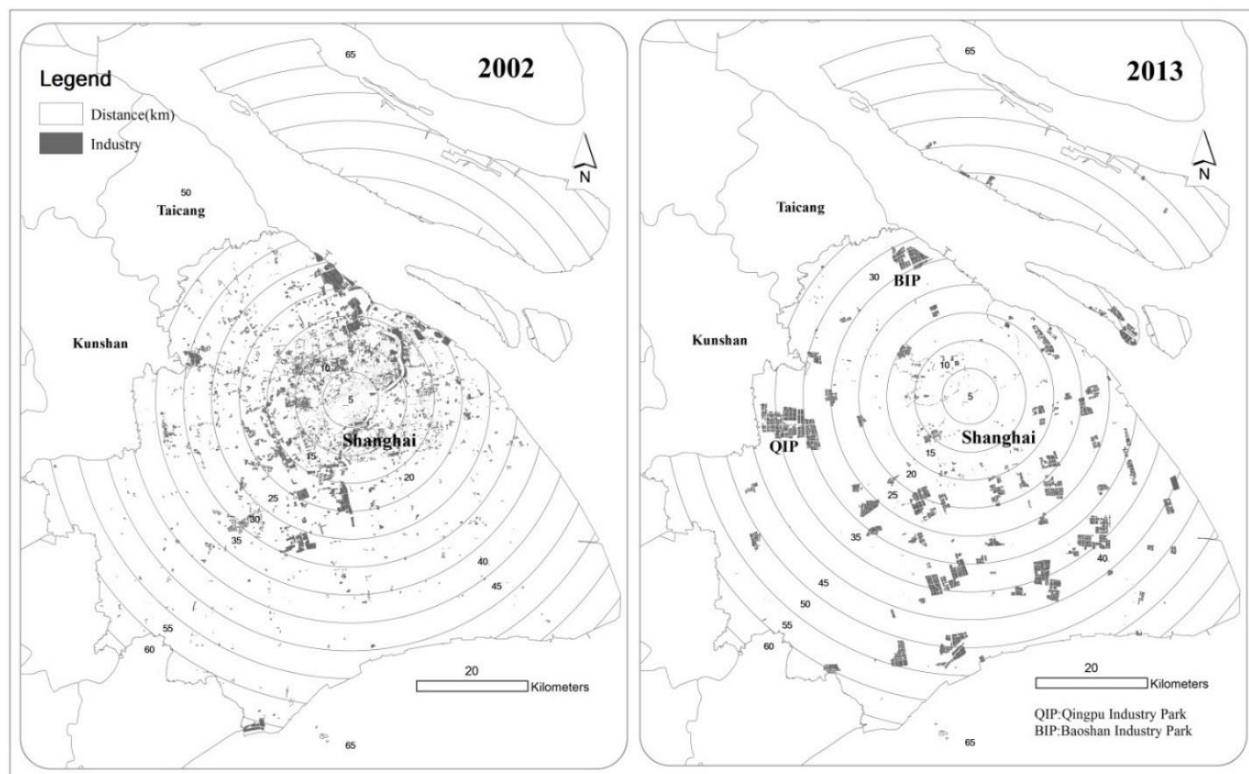 65
2002
Legend
Distance(km)
Industry
N
50
Taicang
Kunshan
10
5
Shanghai
15
20
25
30
35
40
45
55
60
20
Kilometers
65
65
2013
N
Taicang
30
BIP
Kunshan
10
5
QIP
Shanghai
15
20
25
35
40
45
50
55
60
20
Kilometers
QIP:Qingpu Industry Park
BIP:Baoshan Industry Park
65